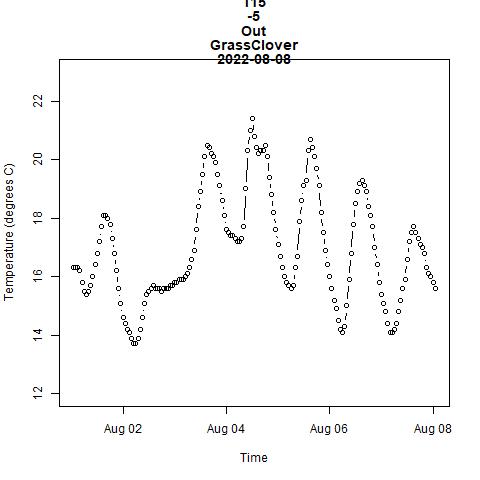 T15
-5
Out
GrassClover
2022-08-08
Temperature (degrees C)
22
20
18
16
14
12
Aug 02 Aug 04 Aug 06 Aug 08
Time